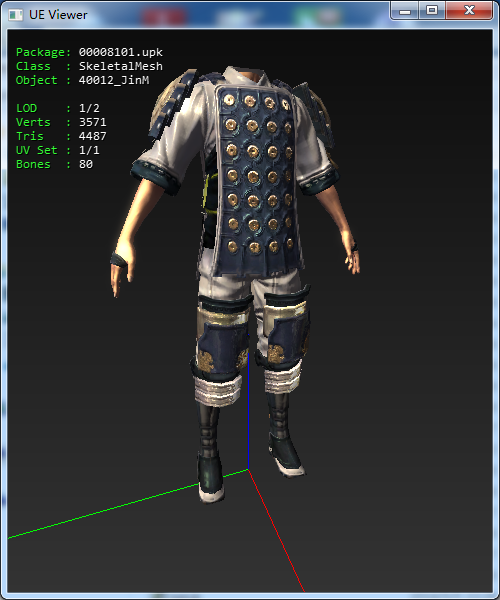 UE Viewer
Package: 00008101.upk
Class : SkeletalMesh
Object : 40012_JinM
LOD : 1/2
Verts : 3571
Tris : 4487
UV Set : 1/1
Bones : 80